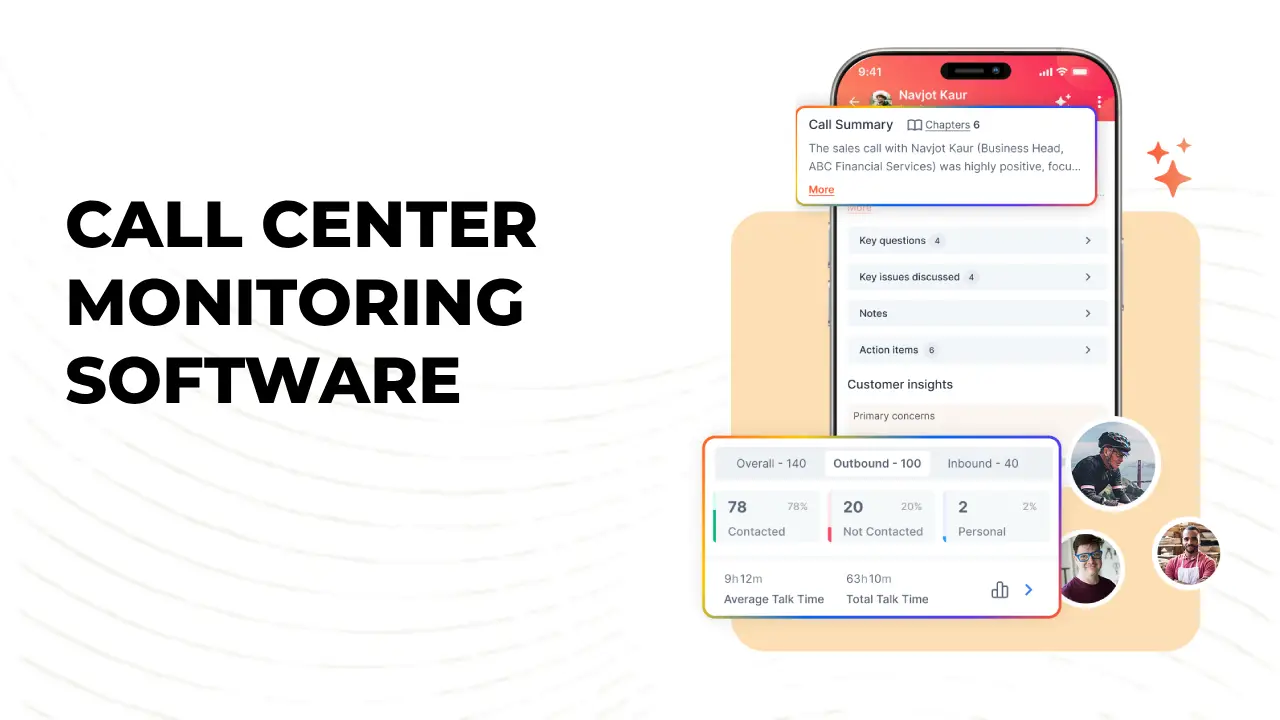 CALL CENTER
MONITORING
SOFTWARE
9:41
Navjot Kaur
Call Summary Chapters 6
The sales call with Navjot Kaur (Business Head,
ABC Financial Services) was highly positive, focu...
More
More
Key questions 4
Key issues discussed 4
Notes
Action items 6
Customer insights
Primary concerns
Overall - 140 Outbound - 100 Inbound - 40
78 78% 20 20% 2 2%
Contacted Not Contacted Personal
9h12m 63h10m
Average Talk Time Total Talk Time